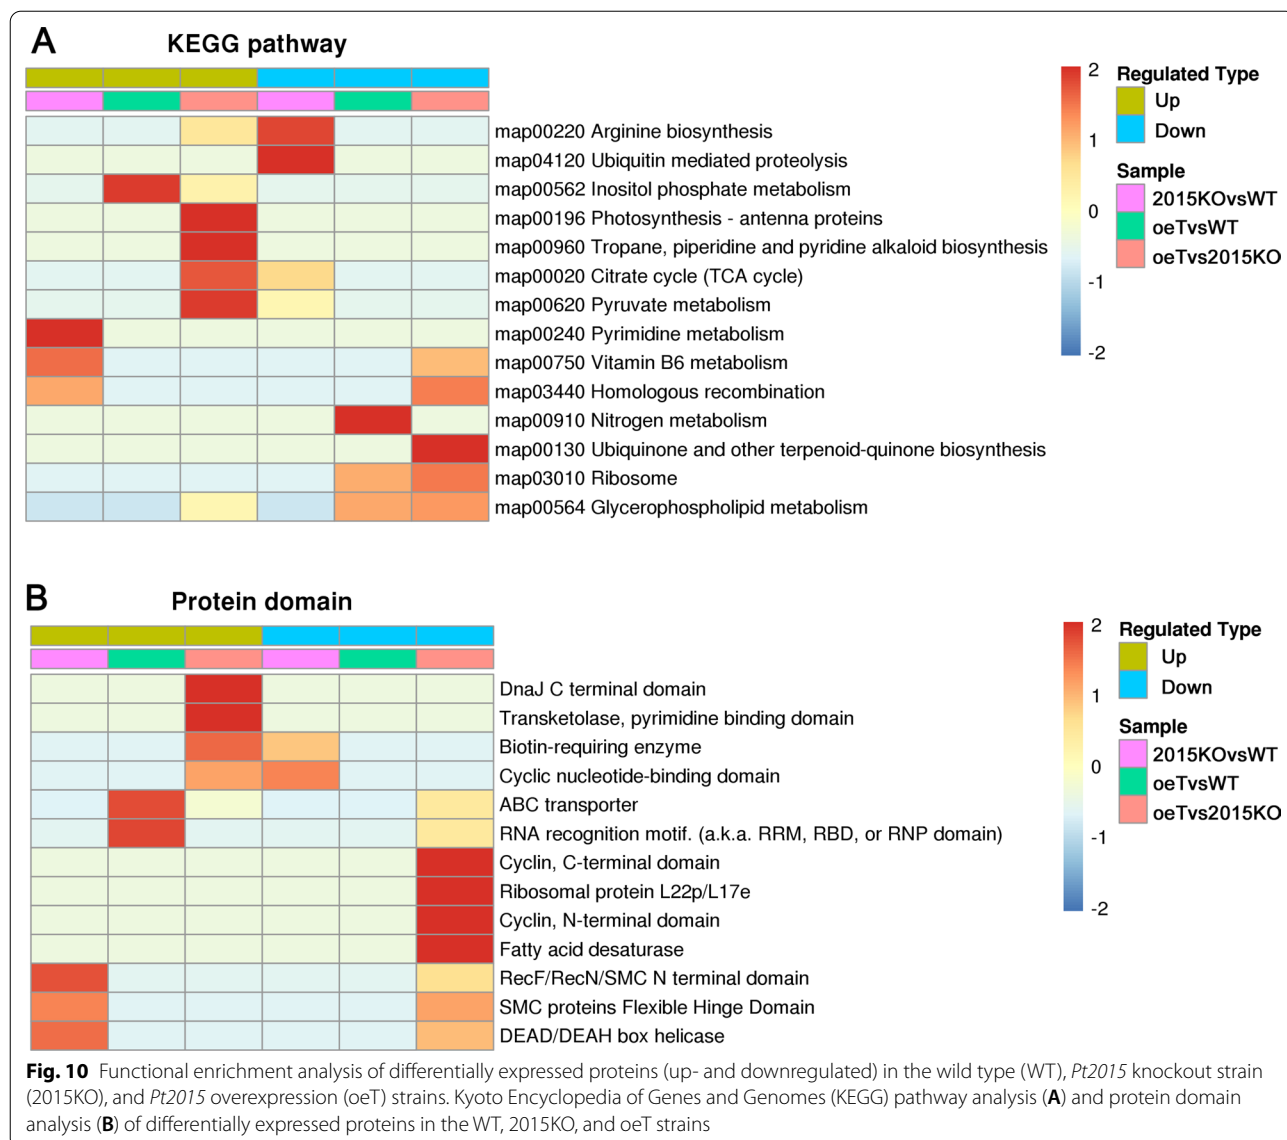 A
KEGG pathway
map00220 Arginine biosynthesis
map04120 Ubiquitin mediated proteolysis
map00562 Inositol phosphate metabolism
map00196 Photosynthesis - antenna proteins
map00960 Tropane, piperidine and pyridine alkaloid biosynthesis
map00020 Citrate cycle (TCA cycle)
map00620 Pyruvate metabolism
map00240 Pyrimidine metabolism
map00750 Vitamin B6 metabolism
map03440 Homologous recombination
map00910 Nitrogen metabolism
map00130 Ubiquinone and other terpenoid-quinone biosynthesis
map03010 Ribosome
map00564 Glycerophospholipid metabolism
2
1
0
-1
-2
Regulated Type
Up
Down
Sample
2015KOvsWT
oeTvsWT
oeTvs2015KO
B
Protein domain
DnaJ C terminal domain
Transketolase, pyrimidine binding domain
Biotin-requiring enzyme
Cyclic nucleotide-binding domain
ABC transporter
RNA recognition motif. (a.k.a. RRM, RBD, or RNP domain)
Cyclin, C-terminal domain
Ribosomal protein L22p/L17e
Cyclin, N-terminal domain
Fatty acid desaturase
RecF/RecN/SMC N terminal domain
SMC proteins Flexible Hinge Domain
DEAD/DEAH box helicase
2
1
0
-1
-2
Regulated Type
Up
Down
Sample
2015KOvsWT
oeTvsWT
oeTvs2015KO
Fig. 10 Functional enrichment analysis of differentially expressed proteins (up- and downregulated) in the wild type (WT), Pt2015 knockout strain
(2015KO), and Pt2015 overexpression (oeT) strains. Kyoto Encyclopedia of Genes and Genomes (KEGG) pathway analysis (A) and protein domain
analysis (B) of differentially expressed proteins in the WT, 2015KO, and oeT strains